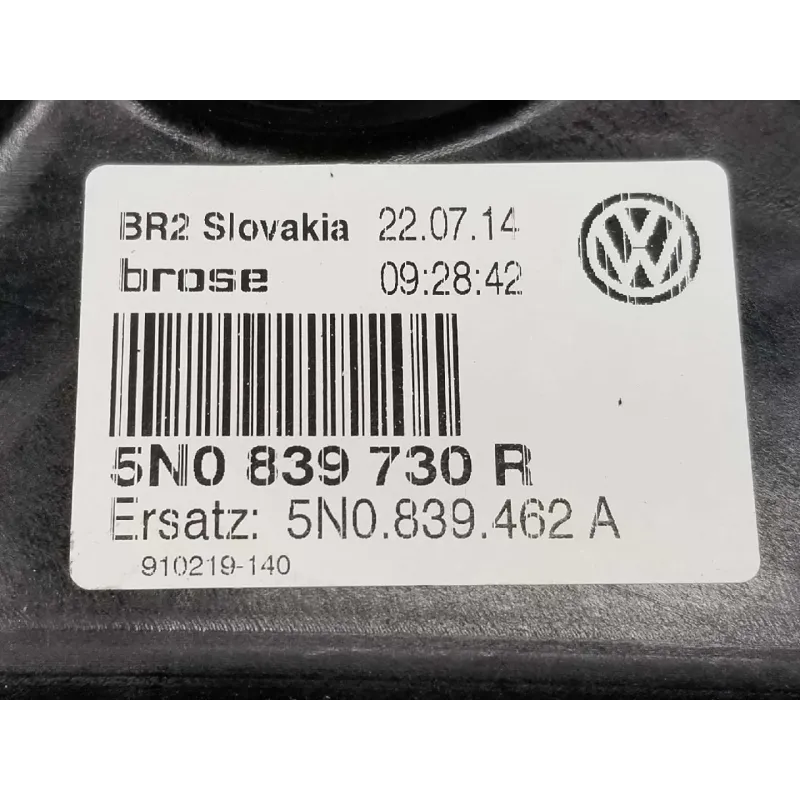 BR2 Slovakia 22.07.14
brose 09:28:42
5N0 839 730 R
Ersatz: 5N0.839.462 A
910219-140